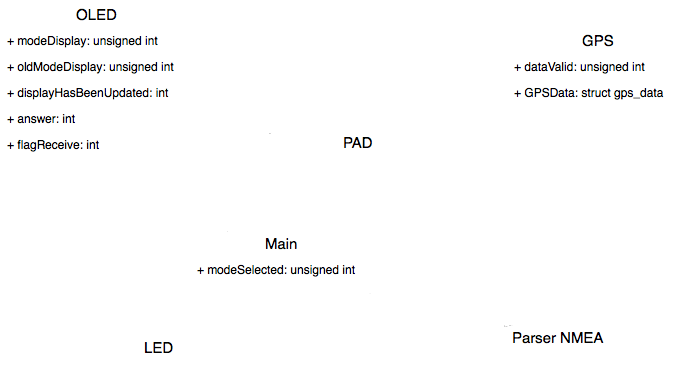 OLED
+ modeDisplay: unsigned int
+ oldModeDisplay: unsigned int
+ displayHasBeenUpdated: int
+ answer: int
+ flagReceive: int
GPS
+ dataValid: unsigned int
+ GPSData: struct gps_data
PAD
Main
+ modeSelected: unsigned int
LED
Parser NMEA